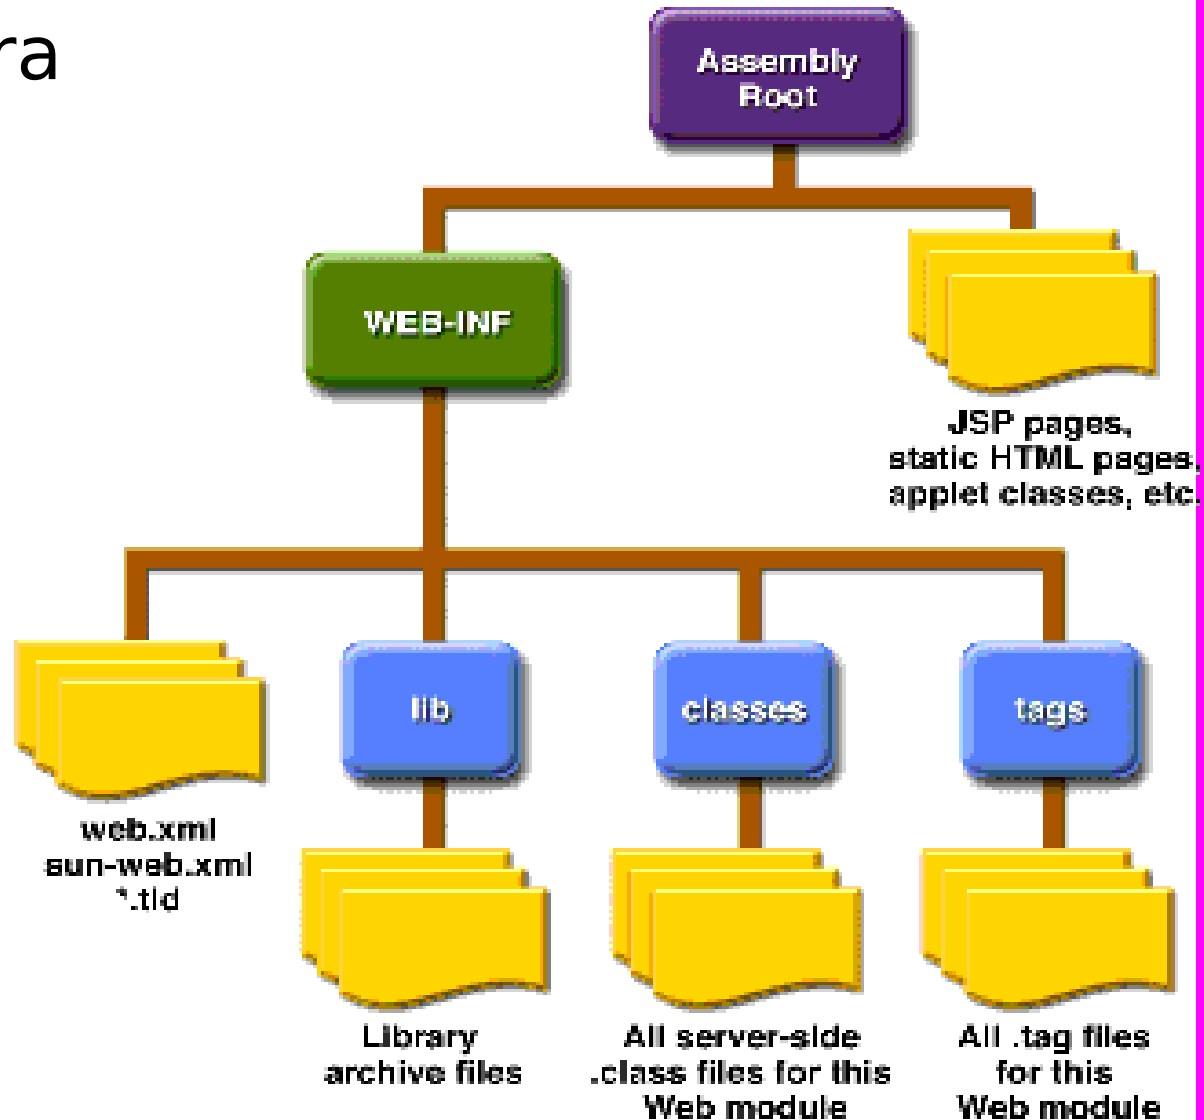 ra
Assembly
Root
WEB-INF
JSP pages,
static HTML pages,
applet classes, etc.
lib
classes
tags
web.xml
sun-web.xml
*.tld
Library
archive files
All server-side
.class files for this
Web module
All .tag files
for this
Web module